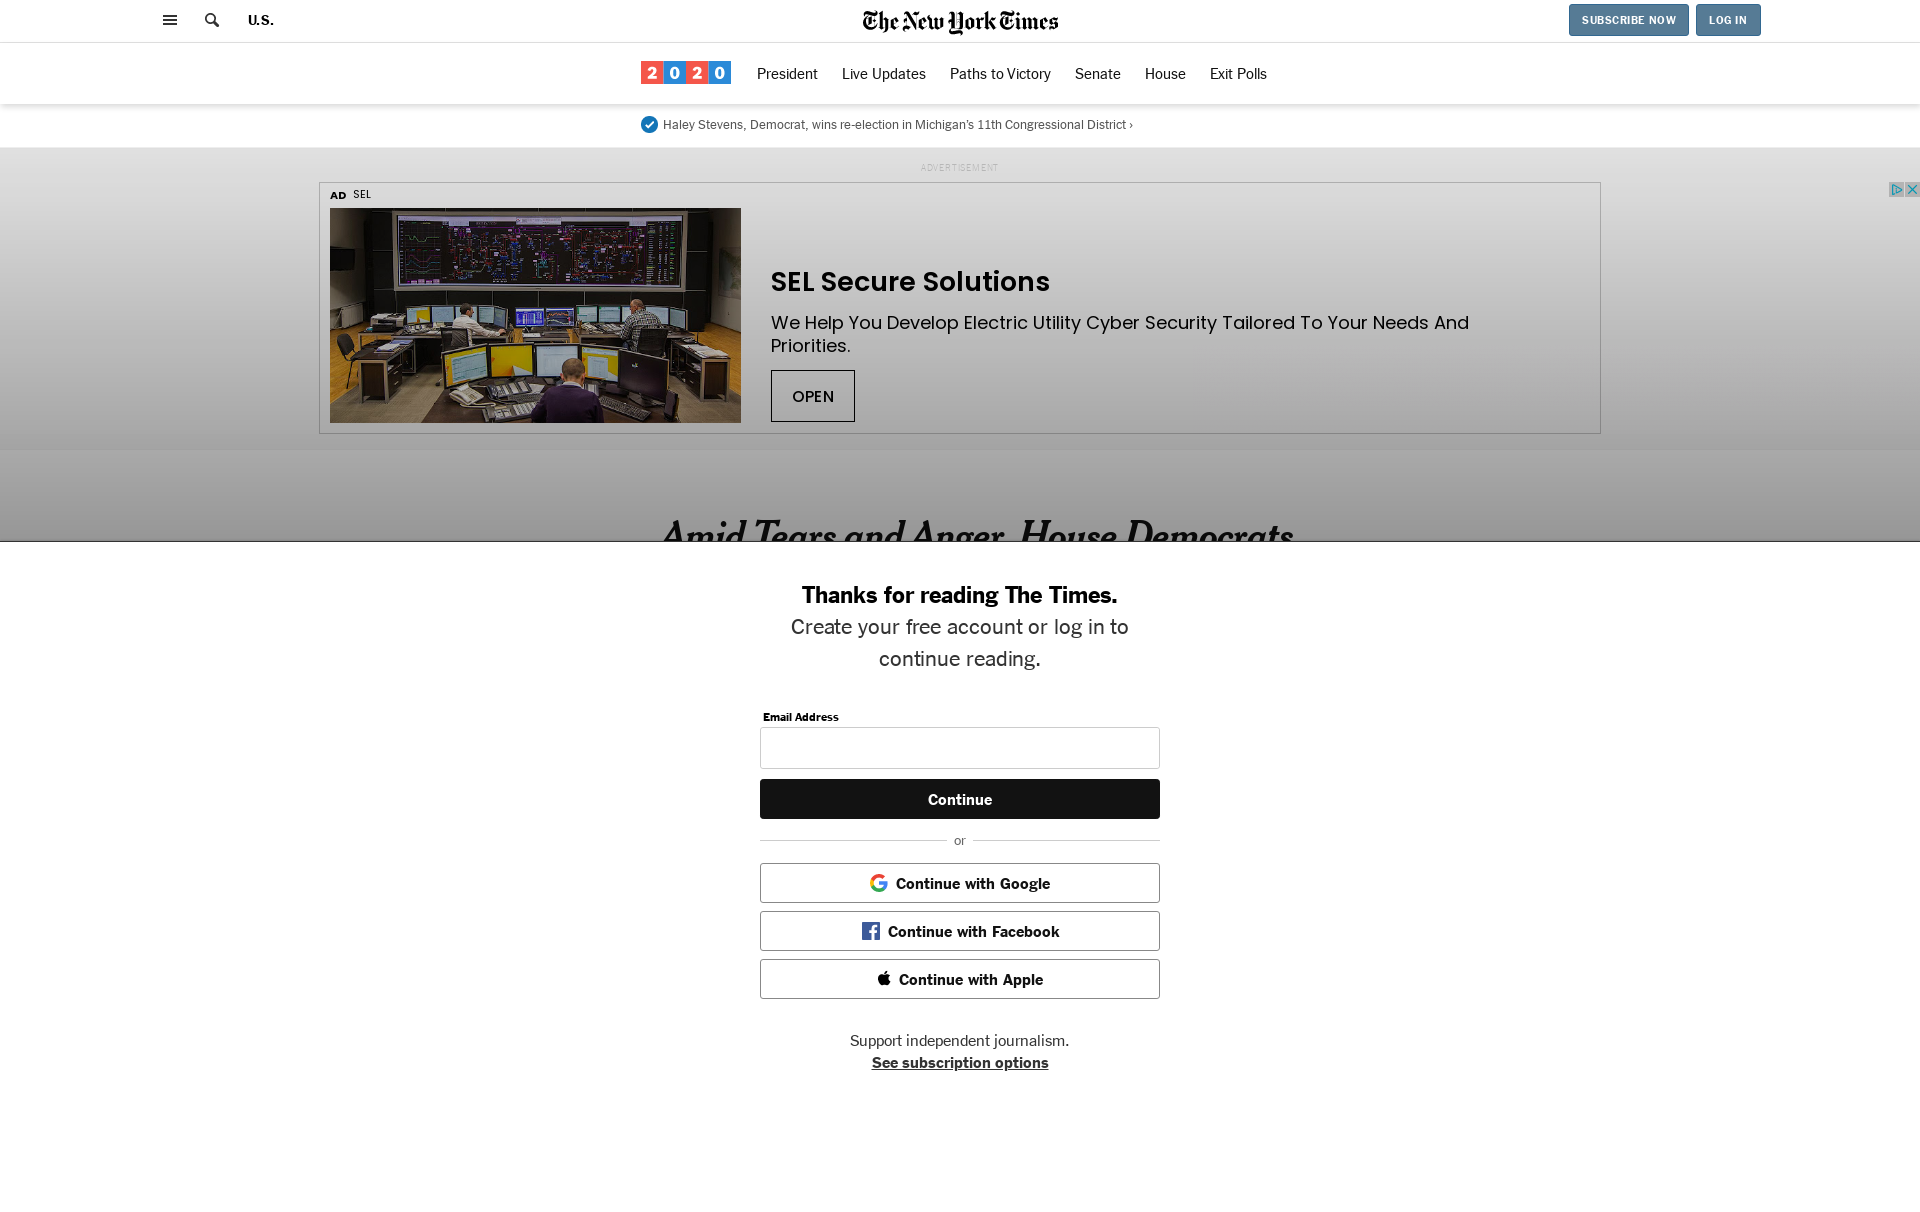 U.S.
The New York Times
SUBSCRIBE NOW
LOG IN
2020
President
Live Updates
Paths to Victory
Senate
House
Exit Polls
Haley Stevens, Democrat, wins re-election in Michigan’s 11th Congressional District ›
ADVERTISEMENT
AD SEL
SEL Secure Solutions
We Help You Develop Electric Utility Cyber Security Tailored To Your Needs And
Priorities.
OPEN
Amid Tears and Anger, House Democrats
Thanks for reading The Times.
Create your free account or log in to
continue reading.
Email Address
Continue
or
Continue with Google
Continue with Facebook
Continue with Apple
Support independent journalism.
See subscription options